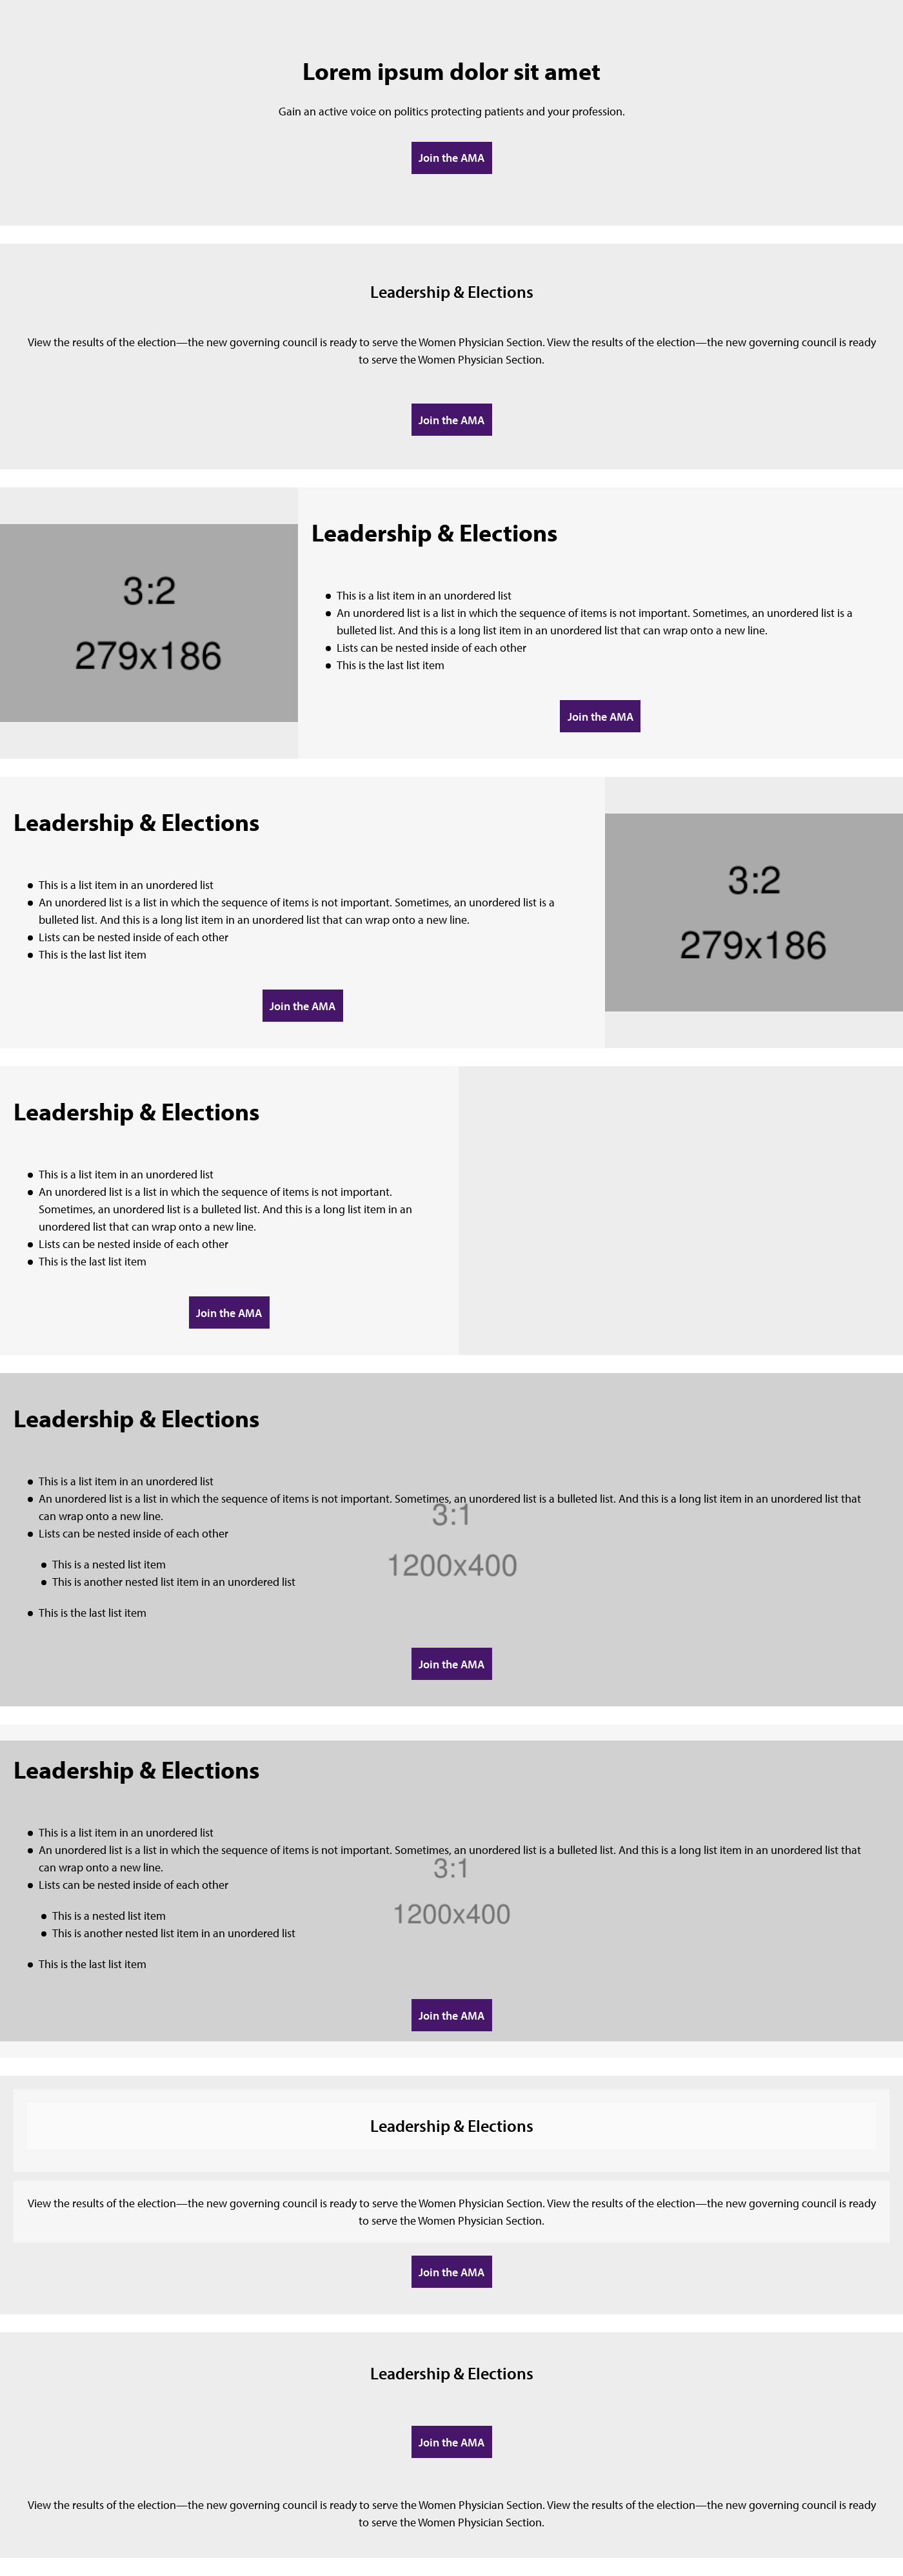 Lorem ipsum dolor sit amet
Gain an active voice on politics protecting patients and your profession.
Join the AMA
Leadership & Elections
View the results of the election—the new governing council is ready to serve the Women Physician Section. View the results of the election—the new governing council is ready
to serve the Women Physician Section.
Join the AMA
3:2
279x186
Leadership & Elections
This is a list item in an unordered list
An unordered list is a list in which the sequence of items is not important. Sometimes, an unordered list is a
bulleted list. And this is a long list item in an unordered list that can wrap onto a new line.
Lists can be nested inside of each other
This is the last list item
Join the AMA
Leadership & Elections
This is a list item in an unordered list
An unordered list is a list in which the sequence of items is not important. Sometimes, an unordered list is a
bulleted list. And this is a long list item in an unordered list that can wrap onto a new line.
Lists can be nested inside of each other
This is the last list item
Join the AMA
3:2
279x186
Leadership & Elections
This is a list item in an unordered list
An unordered list is a list in which the sequence of items is not important.
Sometimes, an unordered list is a bulleted list. And this is a long list item in an
unordered list that can wrap onto a new line.
Lists can be nested inside of each other
This is the last list item
Join the AMA
Leadership & Elections
This is a list item in an unordered list
An unordered list is a list in which the sequence of items is not important. Sometimes, an unordered list is a bulleted list. And this is a long list item in an unordered list that
can wrap onto a new line.
Lists can be nested inside of each other
This is a nested list item
This is another nested list item in an unordered list
This is the last list item
3:1
1200x400
Join the AMA
Leadership & Elections
This is a list item in an unordered list
An unordered list is a list in which the sequence of items is not important. Sometimes, an unordered list is a bulleted list. And this is a long list item in an unordered list that
can wrap onto a new line.
Lists can be nested inside of each other
This is a nested list item
This is another nested list item in an unordered list
This is the last list item
3:1
1200x400
Join the AMA
Leadership & Elections
View the results of the election—the new governing council is ready to serve the Women Physician Section. View the results of the election—the new governing council is ready
to serve the Women Physician Section.
Join the AMA
Leadership & Elections
Join the AMA
View the results of the election—the new governing council is ready to serve the Women Physician Section. View the results of the election—the new governing council is ready
to serve the Women Physician Section.